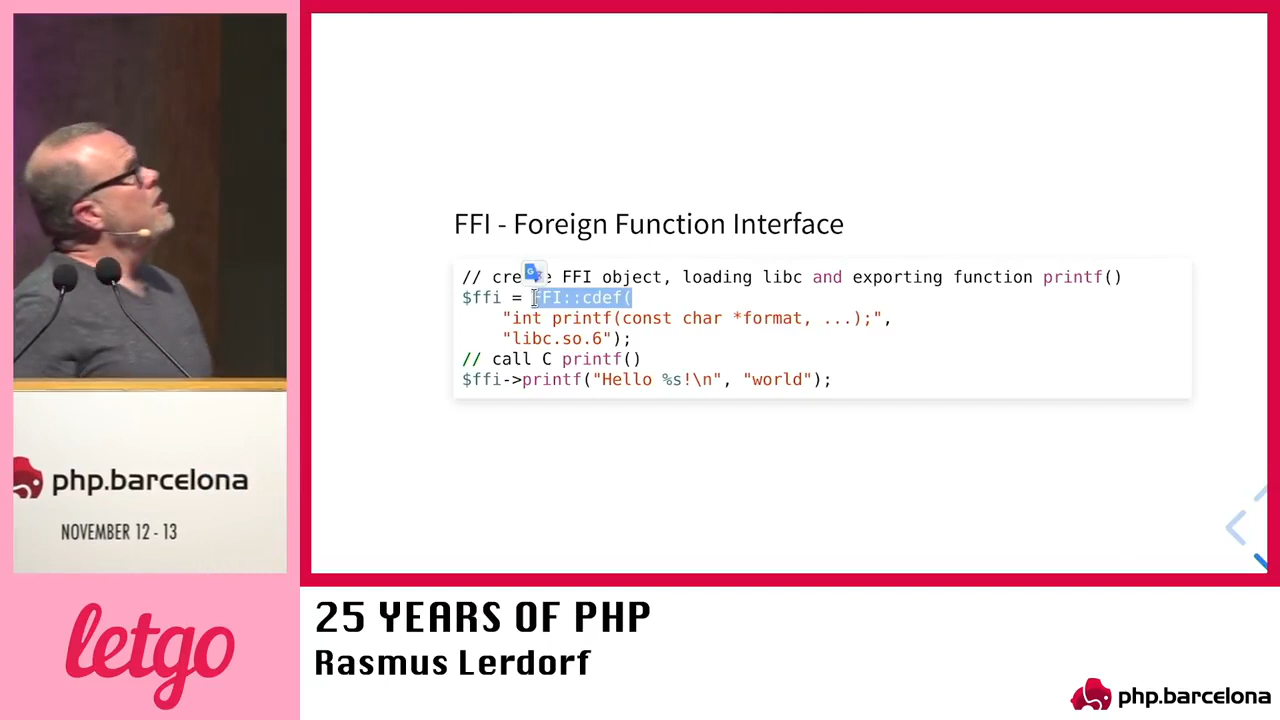 FFI - Foreign Function Interface
// cre e FFI object, loading libc and exporting function printf()
$ffi = FFI::cdef(
"int printf(const char *format, ...);",
"libc.so.6");
// call C printf()
$ffi->printf("Hello %s!\n", "world");
php.barcelona
NOVEMBER 12 - 13
letgo
25 YEARS OF PHP
Rasmus Lerdorf
php.barcelona